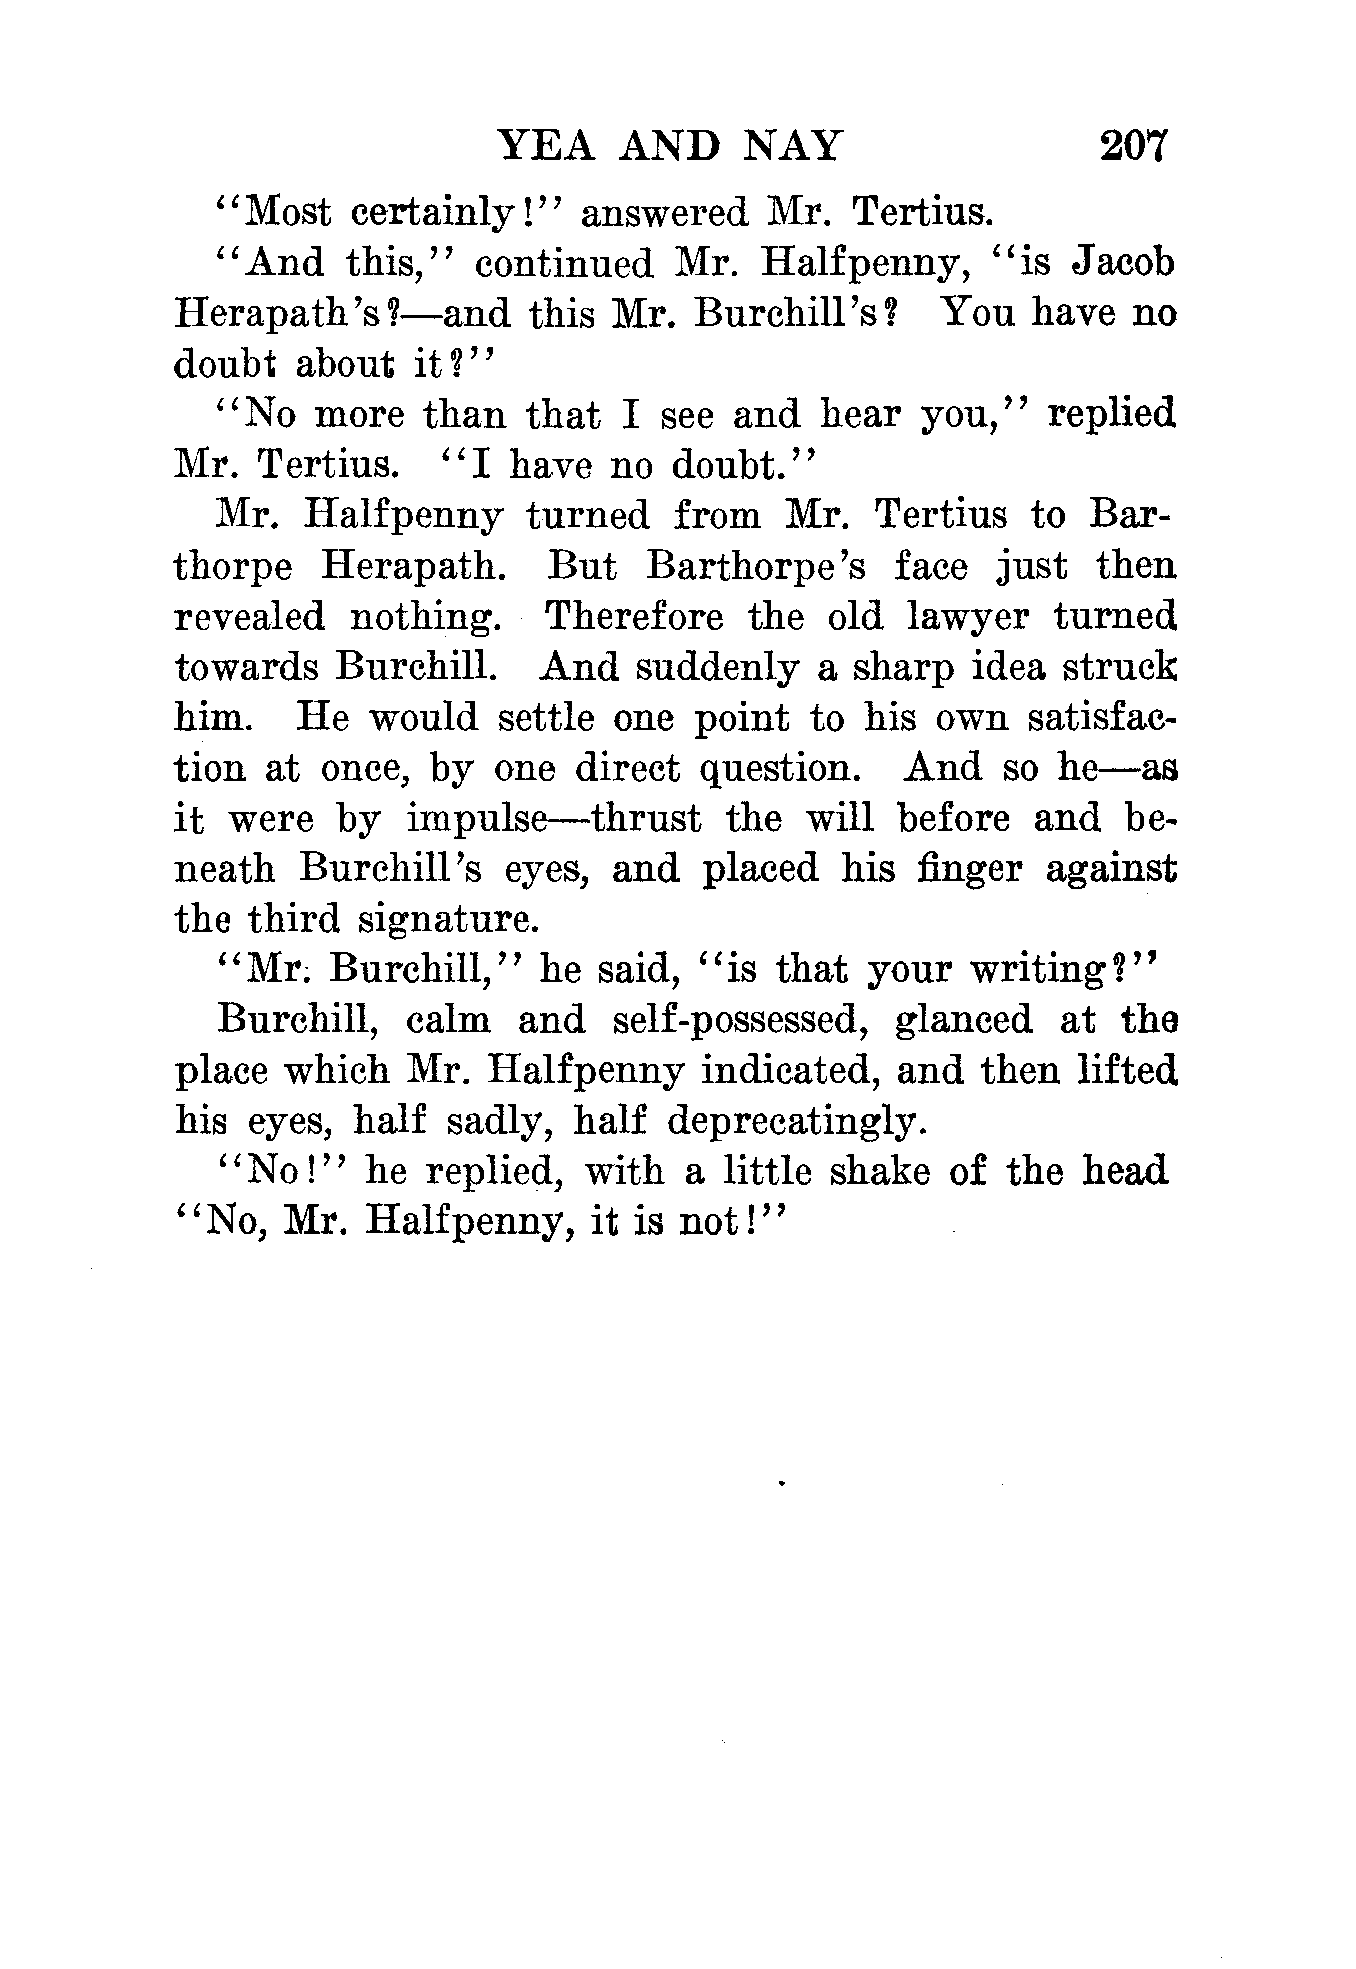 YEA AND NAY 207
"Most certainly!" answered Mr. Tertius.
"And this," continued Mr. Halfpenny, "is Jacob
Herapath's?—and this Mr. Burchill's? You have no
doubt about it?"
"No more than that I see and hear you," replied
Mr. Tertius. "I have no doubt."
Mr. Halfpenny turned from Mr. Tertius to Bar-
thorpe Herapath. But Barthorpe's face just then
revealed nothing. Therefore the old lawyer turned
towards Burchill. And suddenly a sharp idea struck
him. He would settle one point to his own satisfac-
tion at once, by one direct question. And so he—as
it were by impulse—thrust the will before and be-
neath Burchill's eyes, and placed his finger against
the third signature.
"Mr. Burchill," he said, "is that your writing?"
Burchill, calm and self-possessed, glanced at the
place which Mr. Halfpenny indicated, and then lifted
his eyes, half sadly, half deprecatingly.
"No!" he replied, with a little shake of the head
"No, Mr. Halfpenny, it is not!"